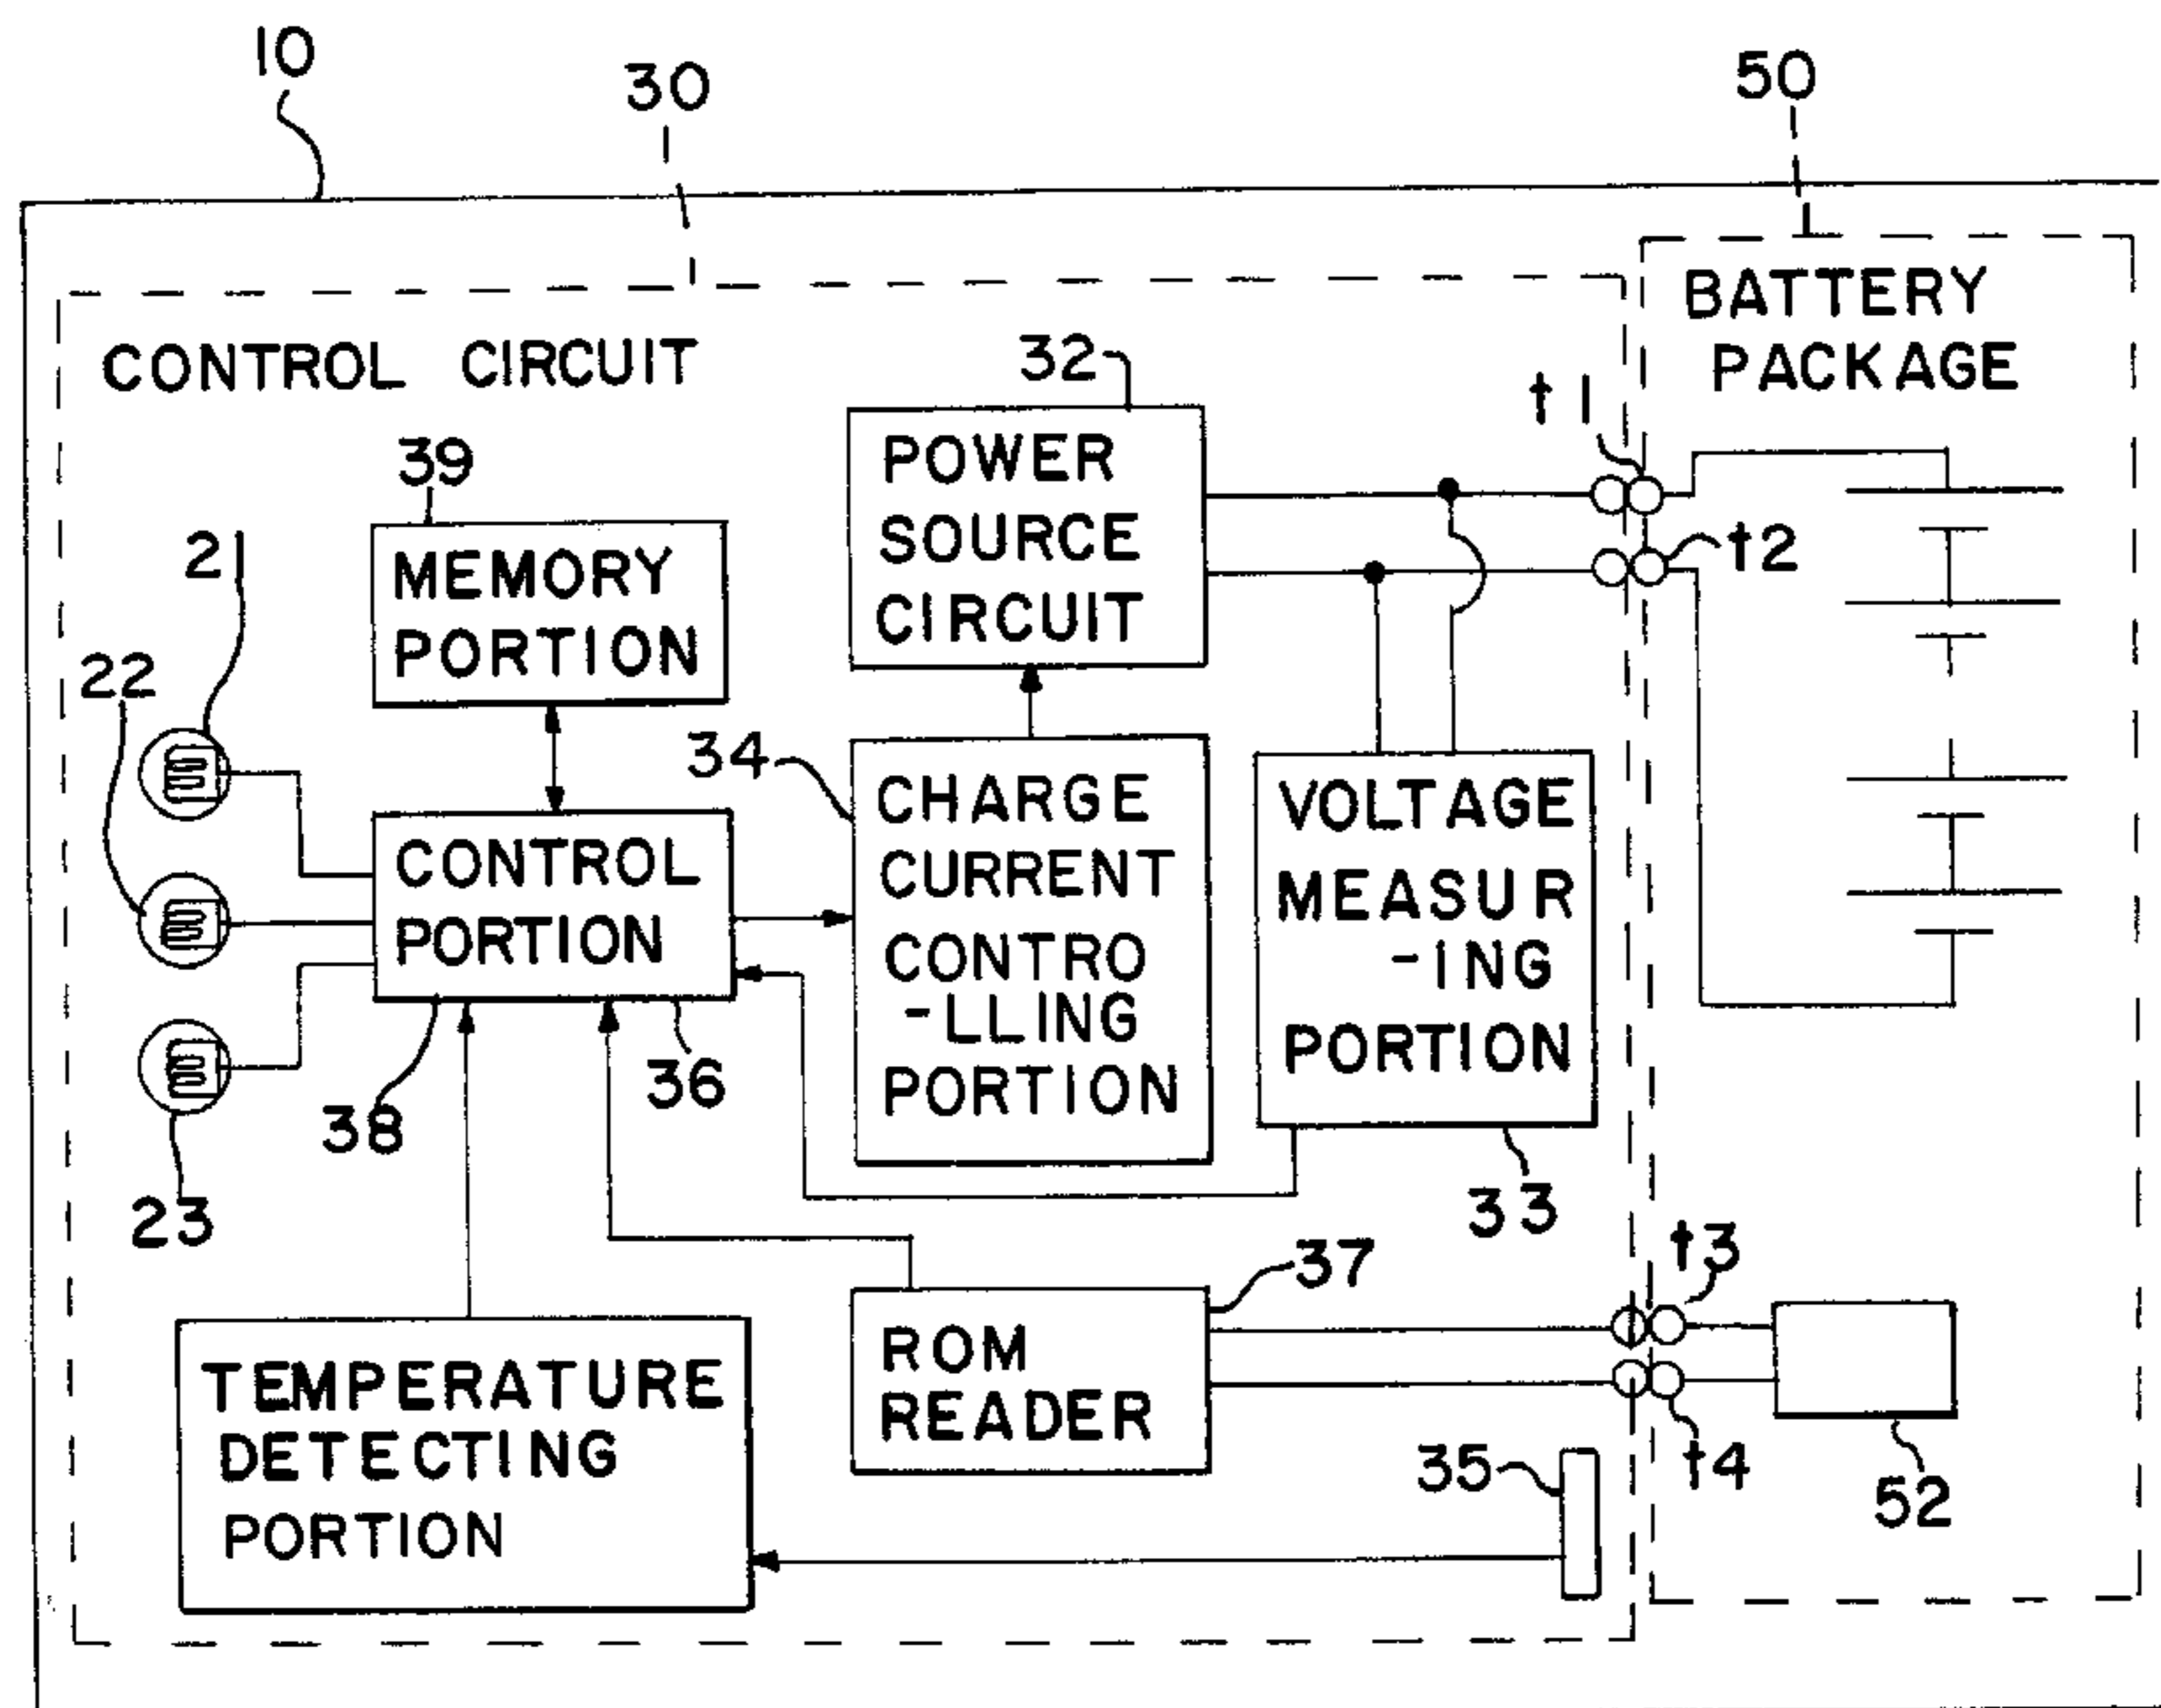 10
30
50
BATTERY
PACKAGE
CONTROL CIRCUIT
32
t1
POWER
SOURCE
CIRCUIT
t2
39
MEMORY
PORTION
21
22
34
CHARGE
CURRENT
CONTRO
-LLING
PORTION
VOLTAGE
MEASUR
-ING
PORTION
CONTROL
PORTION
36
38
23
33
t3
37
ROM
READER
TEMPERATURE
DETECTING
PORTION
35
t4
52